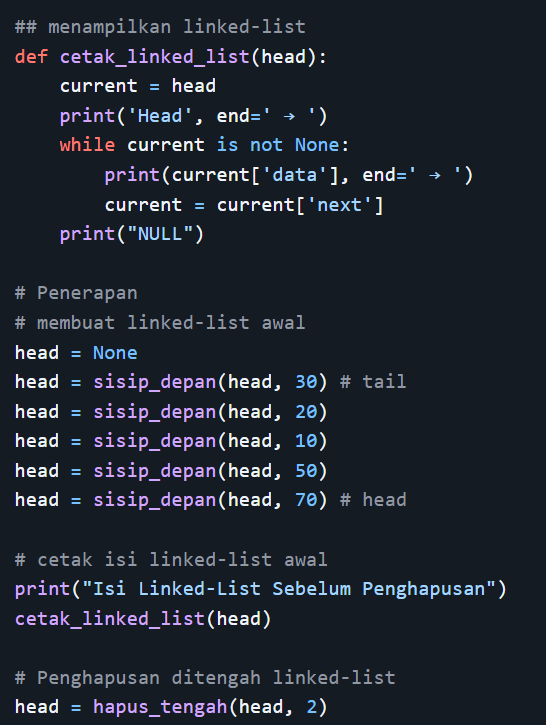 ## menampilkan linked-list
def cetak_linked_list(head):
    current = head
    print('Head', end=' → ')
    while current is not None:
        print(current['data'], end=' → ')
        current = current['next']
    print("NULL")

# Penerapan
# membuat linked-list awal
head = None
head = sisip_depan(head, 30) # tail
head = sisip_depan(head, 20)
head = sisip_depan(head, 10)
head = sisip_depan(head, 50)
head = sisip_depan(head, 70) # head

# cetak isi linked-list awal
print("Isi Linked-List Sebelum Penghapusan")
cetak_linked_list(head)

# Penghapusan ditengah linked-list
head = hapus_tengah(head, 2)